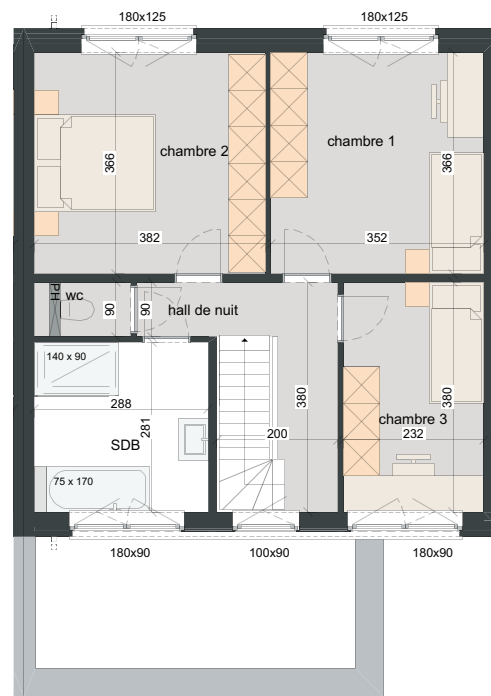 180x125 180x125
chambre 1
chambre 2
366 366
382 352
PH wc 90 90 hall de nuit
140 x 90
288 281 380 380
chambre 3
200 232
SDB
75 x 170
180x90 100x90 180x90